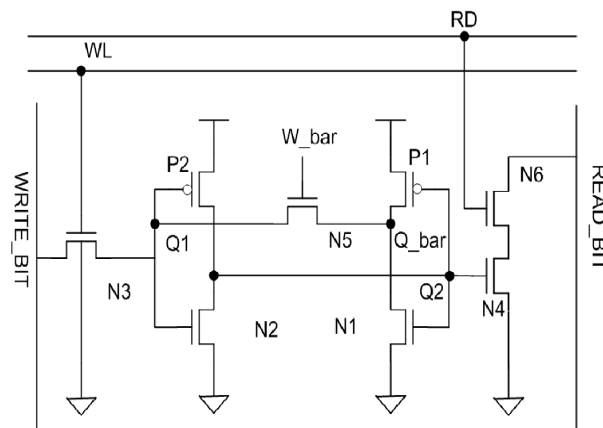 RD
WL
P2
W_bar
P1
N6
WRITE_BIT
READ_BIT
Q1
N5
Q_bar
N3
Q2
N4
N2
N1